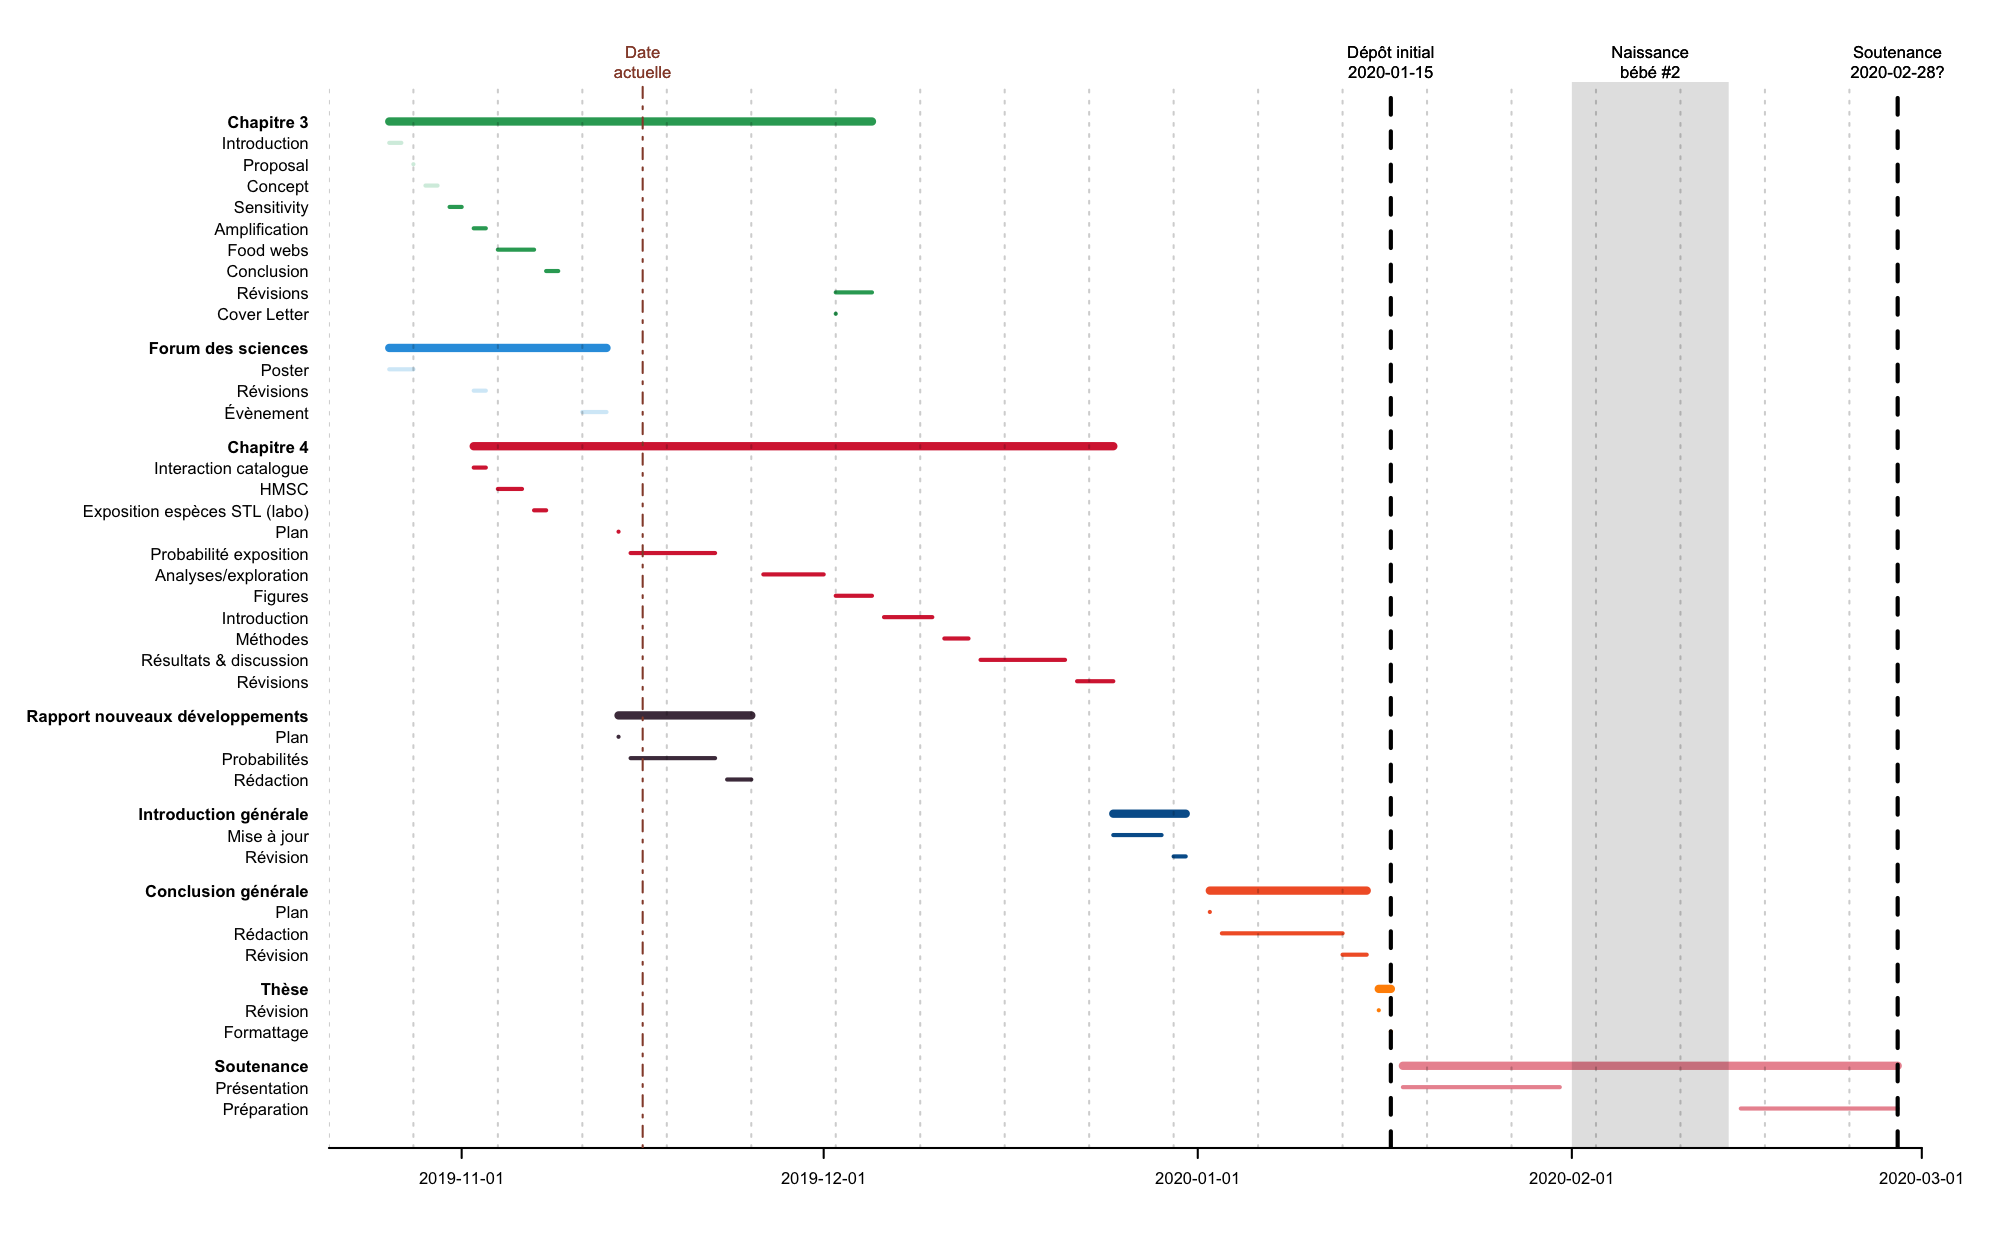 Date
actuelle
Dépôt initial
2020-01-15
Naissance
bébé #2
Soutenance
2020-02-28?
Chapitre 3
Introduction
Proposal
Concept
Sensitivity
Amplification
Food webs
Conclusion
Révisions
Cover Letter
Forum des sciences
Poster
Révisions
Évènement
Chapitre 4
Interaction catalogue
HMSC
Exposition espèces STL (labo)
Plan
Probabilité exposition
Analyses/exploration
Figures
Introduction
Méthodes
Résultats & discussion
Révisions
Rapport nouveaux développements
Plan
Probabilités
Rédaction
Introduction générale
Mise à jour
Révision
Conclusion générale
Plan
Rédaction
Révision
Thèse
Révision
Formattage
Soutenance
Présentation
Préparation
2019-11-01
2019-12-01
2020-01-01
2020-02-01
2020-03-01